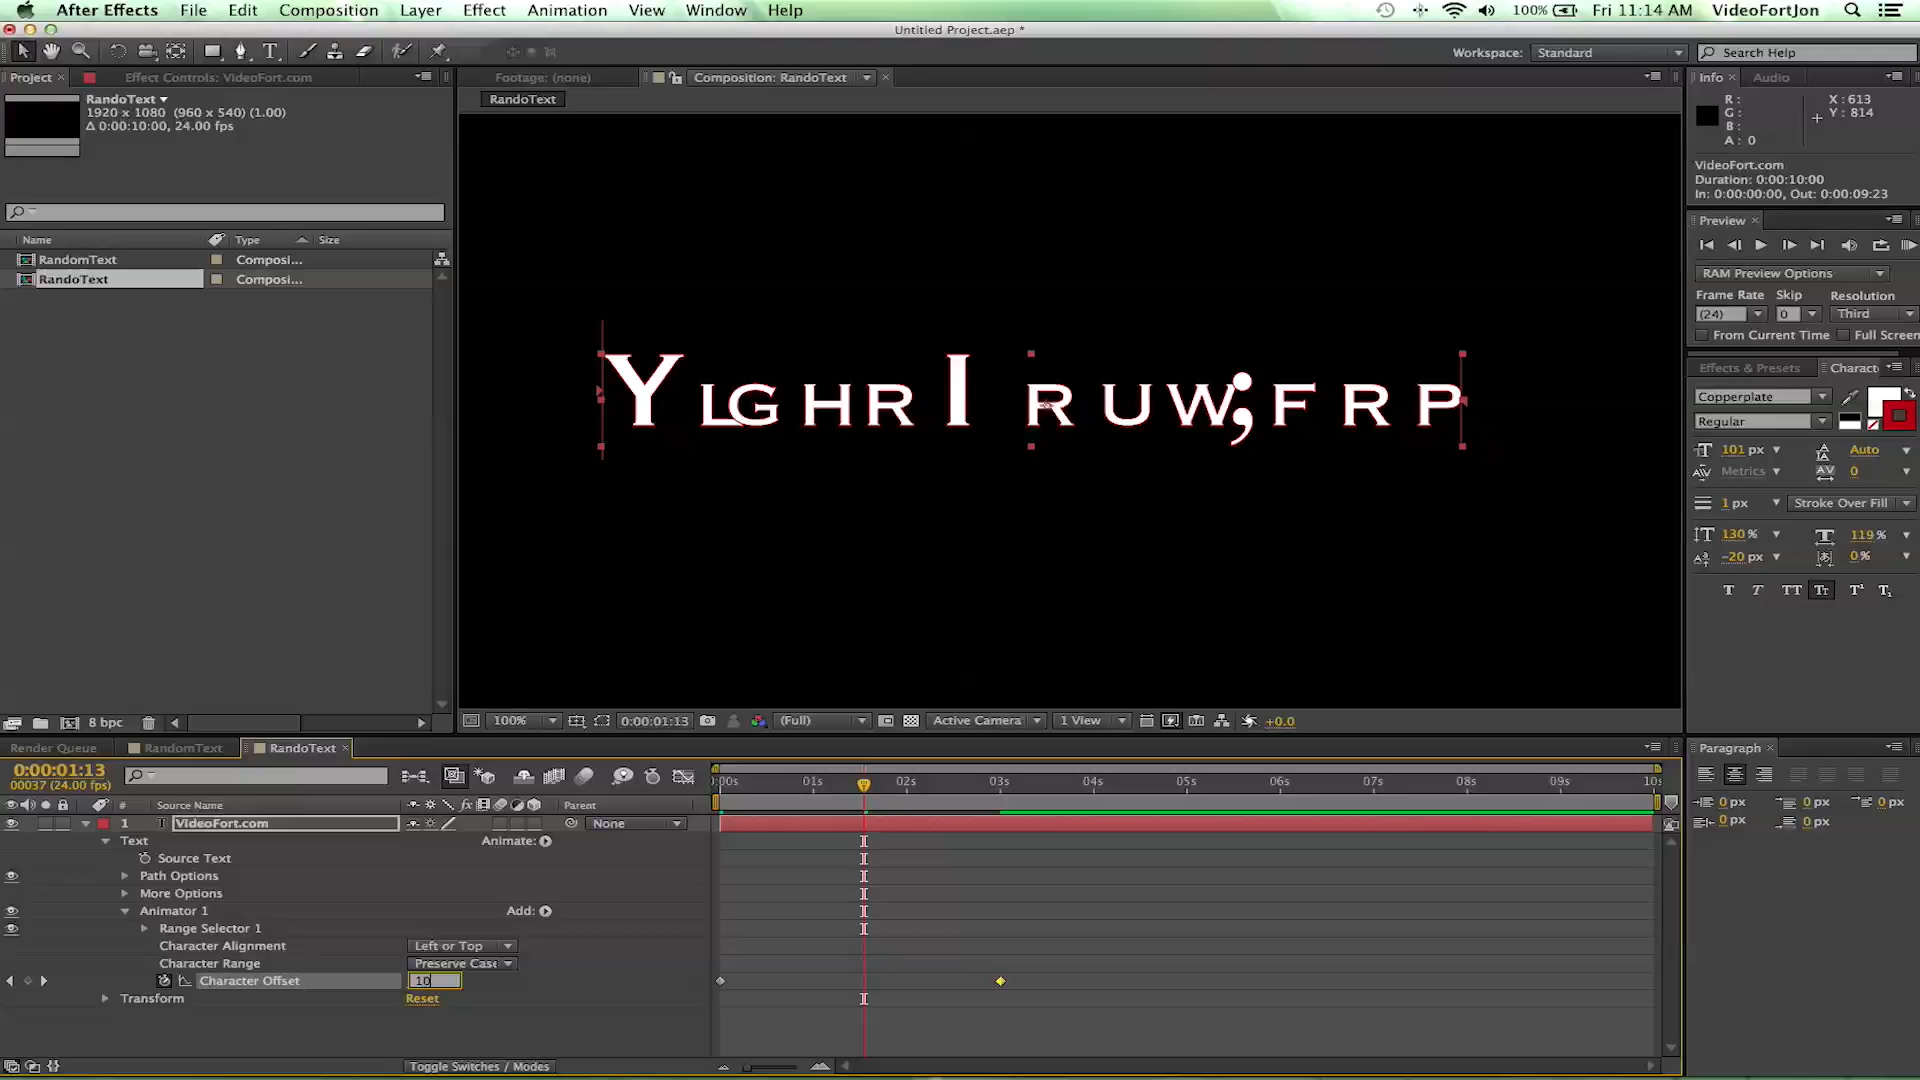 After Effects File Edit Composition Layer Effect Animation View Window Help 100% Fri 11:14 AM VideoFortJon
Untitled Project.aep *
Workspace: Standard Search Help
Project Effect Controls: VideoFort.com Footage: (none) Composition: RandoText Info Audio
RandoText
1920 x 1080 (960 x 540) (1.00)
Δ 0:00:10:00, 24.00 fps
RandoText
R: X: 613
G: Y: 814
B:
A: 0
VideoFort.com
Duration: 0:00:10:00
In: 0:00:00:00, Out: 0:00:09:23
Preview
Name Type Size
RandomText Composi...
RandoText Composi...
RAM Preview Options
Frame Rate Skip Resolution
(24) 0 Third
From Current Time Full Screen
YLGHRI RUW;FRP
Effects & Presets Charact
Copperplate
Regular
101 px Auto
Metrics 0
1 px Stroke Over Fill
130 % 119 %
-20 px 0 %
T T TT Tr T¹ T₁
8 bpc 100% 0:00:01:13 (Full) Active Camera 1 View +0.0
Render Queue RandomText RandoText Paragraph
0:00:01:13
00037 (24.00 fps)
:00s 01s 02s 03s 04s 05s 06s 07s 08s 09s 10s
# Source Name fx Parent
1 T VideoFort.com None
Text Animate:
Source Text
Path Options
More Options
Animator 1 Add:
Range Selector 1
Character Alignment Left or Top
Character Range Preserve Case
Character Offset 10
Transform Reset
Toggle Switches / Modes
0 px 0 px 0 px
0 px 0 px